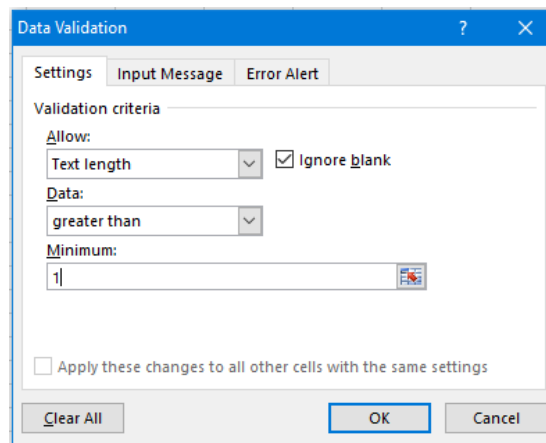 Data Validation ? ×
Settings Input Message Error Alert
Validation criteria
Allow:
Text length Ignore blank
Data:
greater than
Minimum:
1
Apply these changes to all other cells with the same settings
Clear All OK Cancel